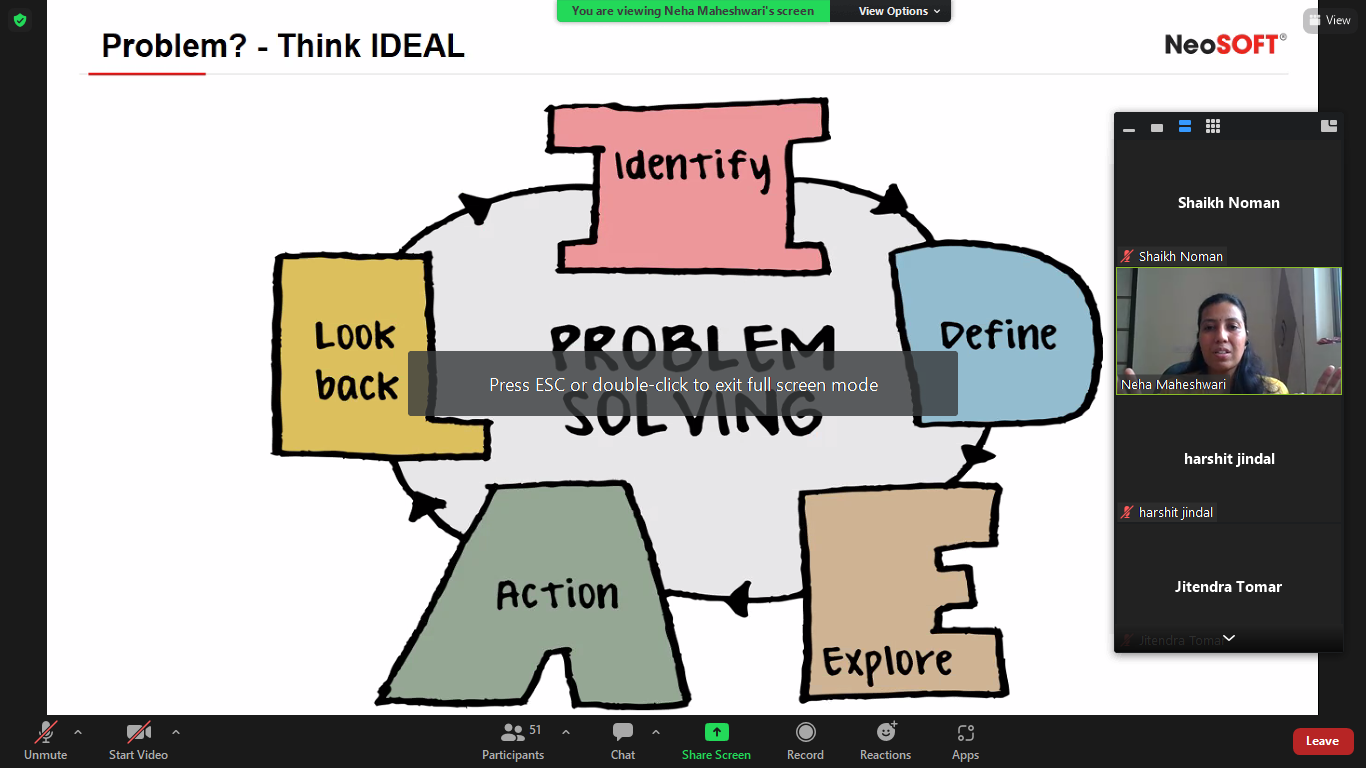 You are viewing Neha Maheshwari's screen
View Options
View
Problem? - Think IDEAL
NeoSOFT®
Identify
Define
Look
back
PROBLEM
SOLVING
Press ESC or double-click to exit full screen mode
Action
Explore
Shaikh Noman
Shaikh Noman
Neha Maheshwari
harshit jindal
harshit jindal
Jitendra Tomar
Jitendra Tomar
Unmute
Start Video
51
Participants
Chat
Share Screen
Record
Reactions
Apps
Leave